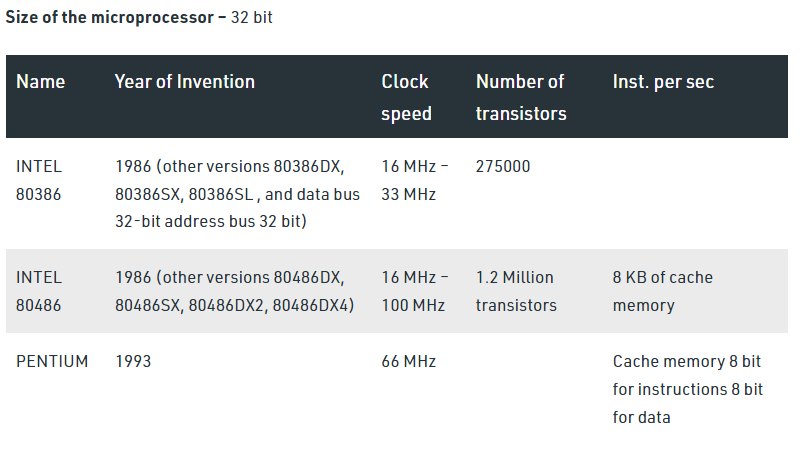 Size of the microprocessor – 32 bit
Name Year of Invention Clock speed Number of transistors Inst. per sec
INTEL 80386 1986 (other versions 80386DX, 80386SX, 80386SL , and data bus 32-bit address bus 32 bit) 16 MHz – 33 MHz 275000
INTEL 80486 1986 (other versions 80486DX, 80486SX, 80486DX2, 80486DX4) 16 MHz – 100 MHz 1.2 Million transistors 8 KB of cache memory
PENTIUM 1993 66 MHz Cache memory 8 bit for instructions 8 bit for data